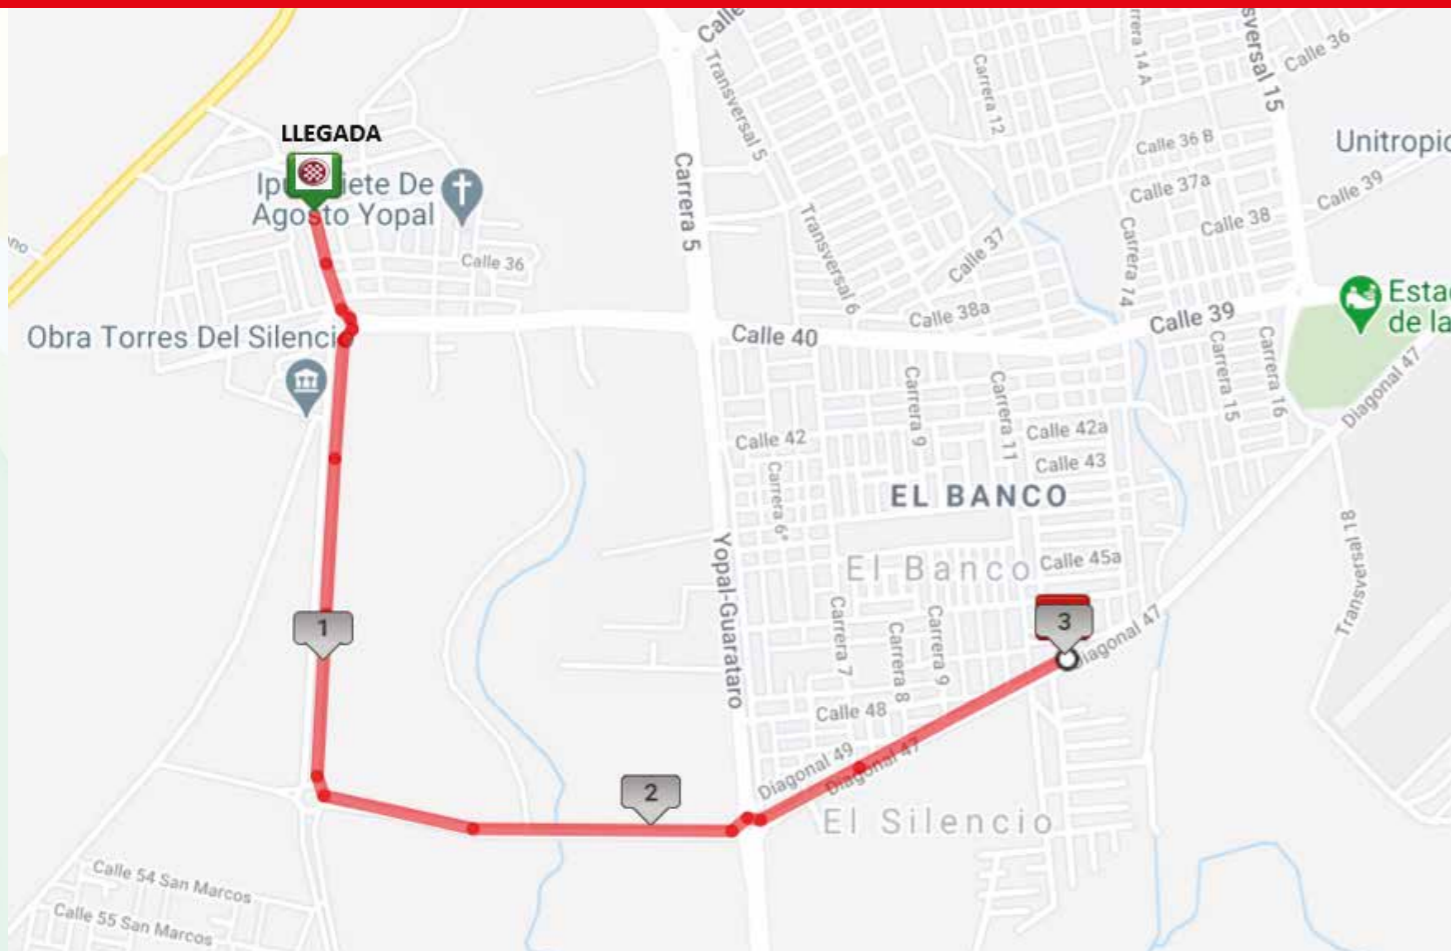 LLEGADA
Agosto Yopal
Calle 36
Obra Torres Del Silenci
Calle
Transversal 5
Carrera 5
Transversal 6
Carrera 12
Calle 36
Calle 36 B
Calle 37a
Calle 38
Calle 39
Calle 37
Calle 38a
Calle 40
Calle 39
Carrera 15
Carrera 16
Diagonal 47
Transversal 18
Calle 42
Carrera 9
Carrera 11
Calle 42a
Calle 43
EL BANCO
El Banco
Calle 45a
Yopal-Guarataro
Carrera 7
Carrera 8
Carrera 9
Calle 48
Diagonal 49
Diagonal 47
El Silencio
1
2
3
Calle 54 San Marcos
Calle 55 San Marcos